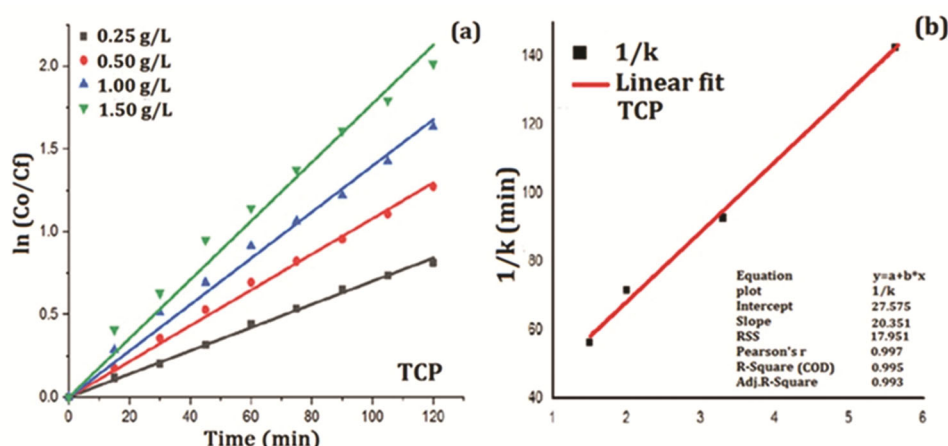 (a)
0.25 g/L
0.50 g/L
1.00 g/L
1.50 g/L
2.0
1.5
1.0
0.5
0.0
ln (Co/Cf)
TCP
0 20 40 60 80 100 120
Time (min)
(b)
1/k
Linear fit
TCP
140
120
100
80
60
40
1/k (min)
Equation y=a+b*x
plot 1/k
Intercept 27.575
Slope 20.351
RSS 17.951
Pearson's r 0.997
R-Square (COD) 0.995
Adj.R-Square 0.993
1 2 3 4 5 6